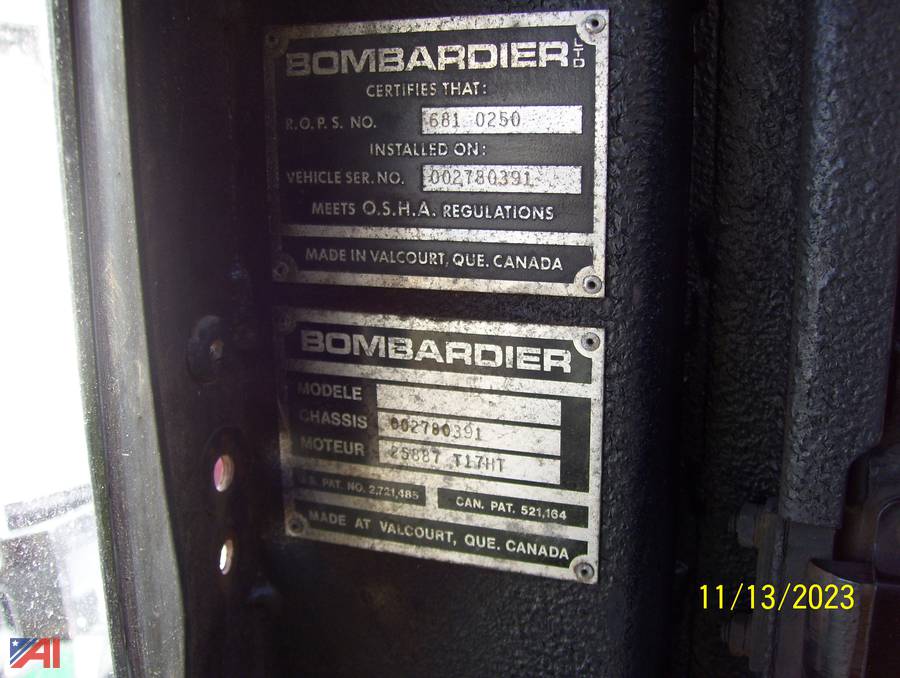 BOMBARDIER LTD
CERTIFIES THAT:
R.O.P.S. NO. 681 0250
INSTALLED ON:
VEHICLE SER. NO. 002780391
MEETS O.S.H.A. REGULATIONS
MADE IN VALCOURT, QUE. CANADA
BOMBARDIER
MODELE
CHASSIS 002780391
MOTEUR 25887 T17HT
U.S. PAT. NO. 2,721,485 CAN. PAT. 521,164
MADE AT VALCOURT, QUE. CANADA
11/13/2023
AI